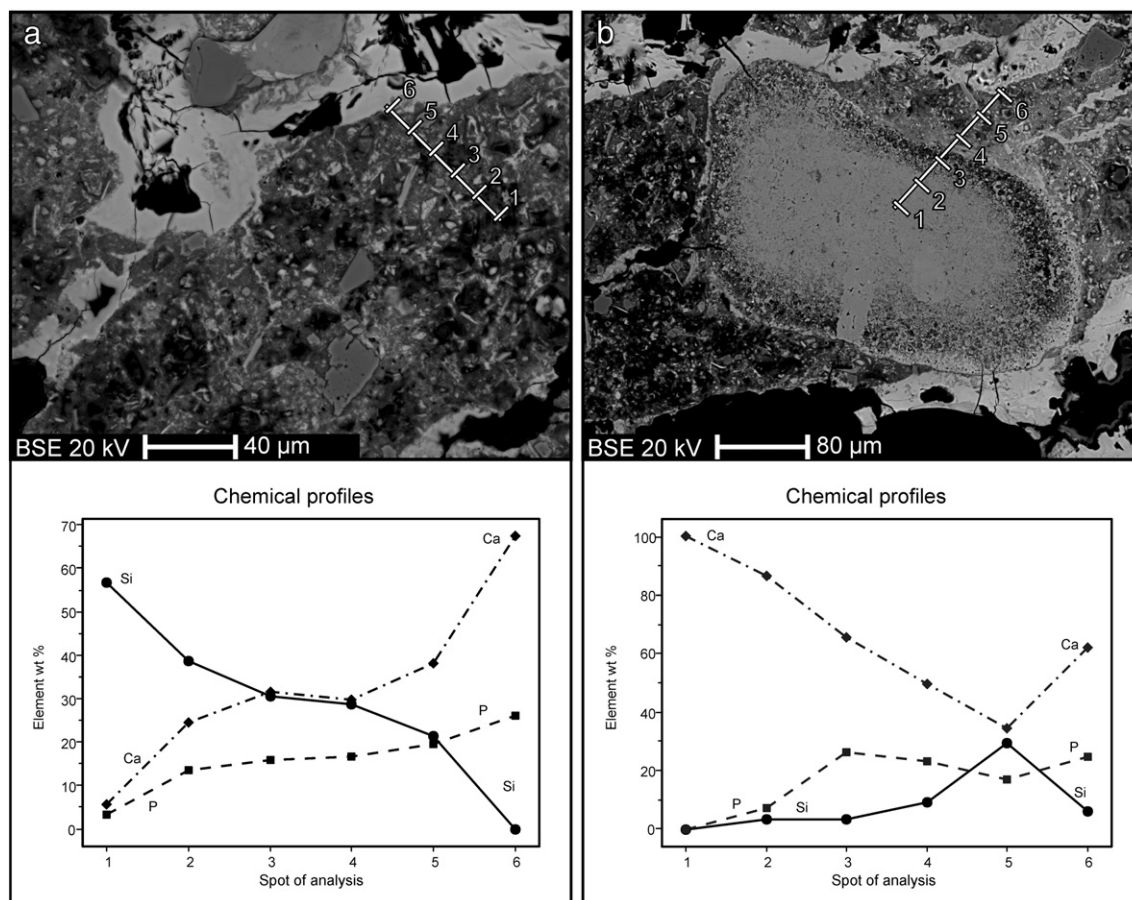 a
6
5
4
3
2
1
BSE 20 kV 40 µm
Chemical profiles
70
60
50
40
30
20
10
0
Element wt %
Si
Ca
Ca
P
P
Si
1 2 3 4 5 6
Spot of analysis
b
6
5
4
3
2
1
BSE 20 kV 80 µm
Chemical profiles
100
80
60
40
20
0
Element wt %
Ca
Ca
P
P
Si
Si
1 2 3 4 5 6
Spot of analysis